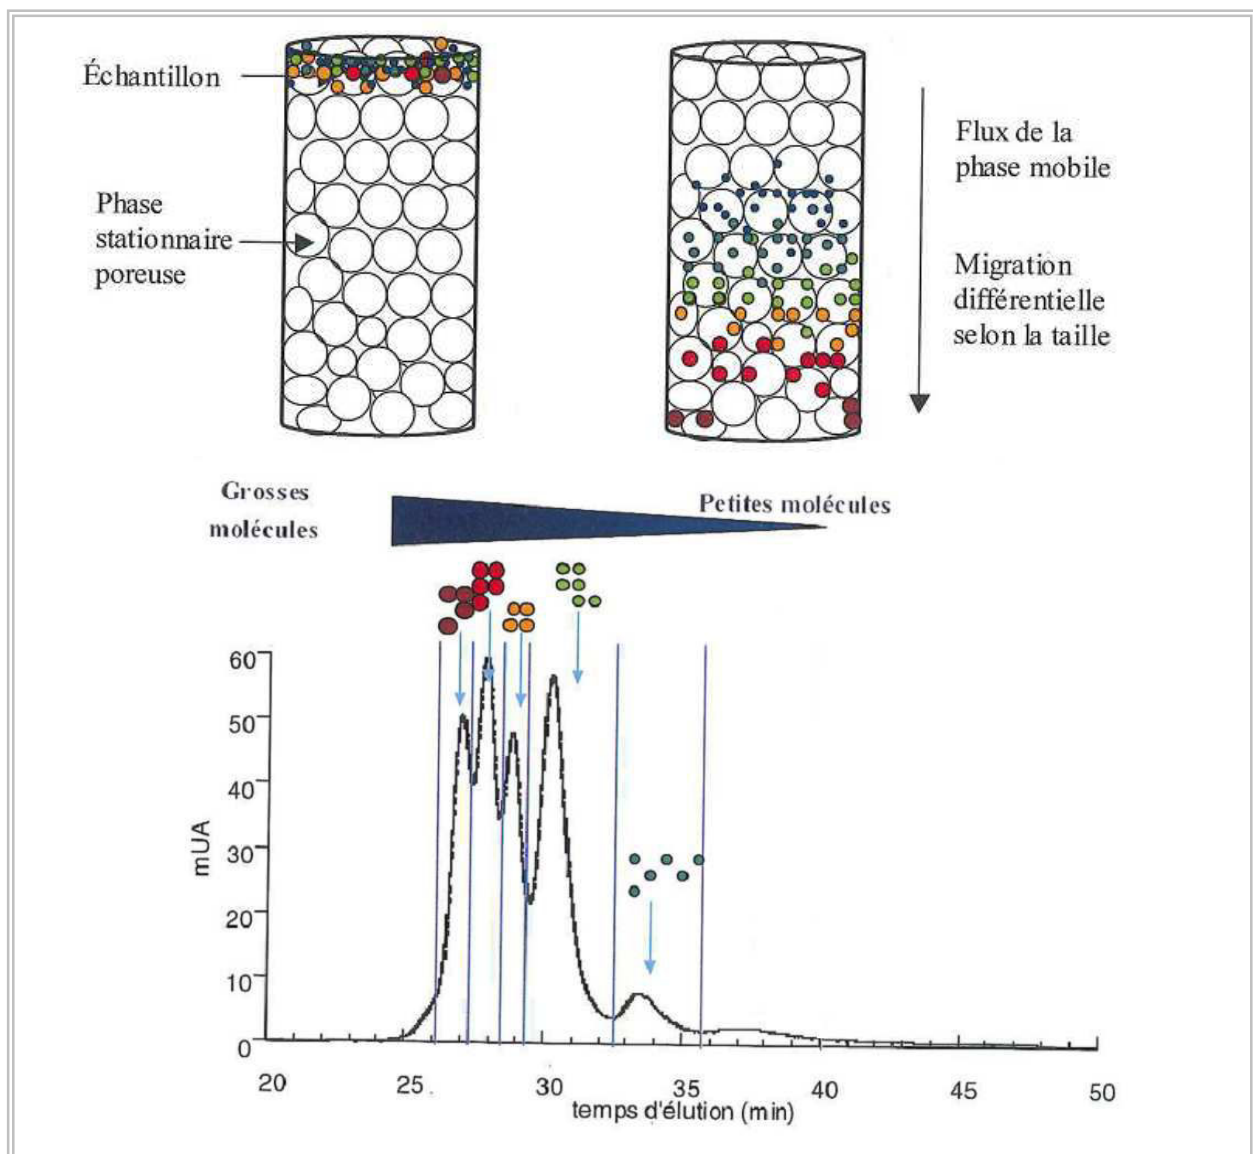 Échantillon
Phase
stationnaire
poreuse
Flux de la
phase mobile
Migration
différentielle
selon la taille
Grosses
molécules
Petites molécules
60
50
40
30
20
10
0
mUA
20 25 30 35 40 45 50
temps d'élution (min)